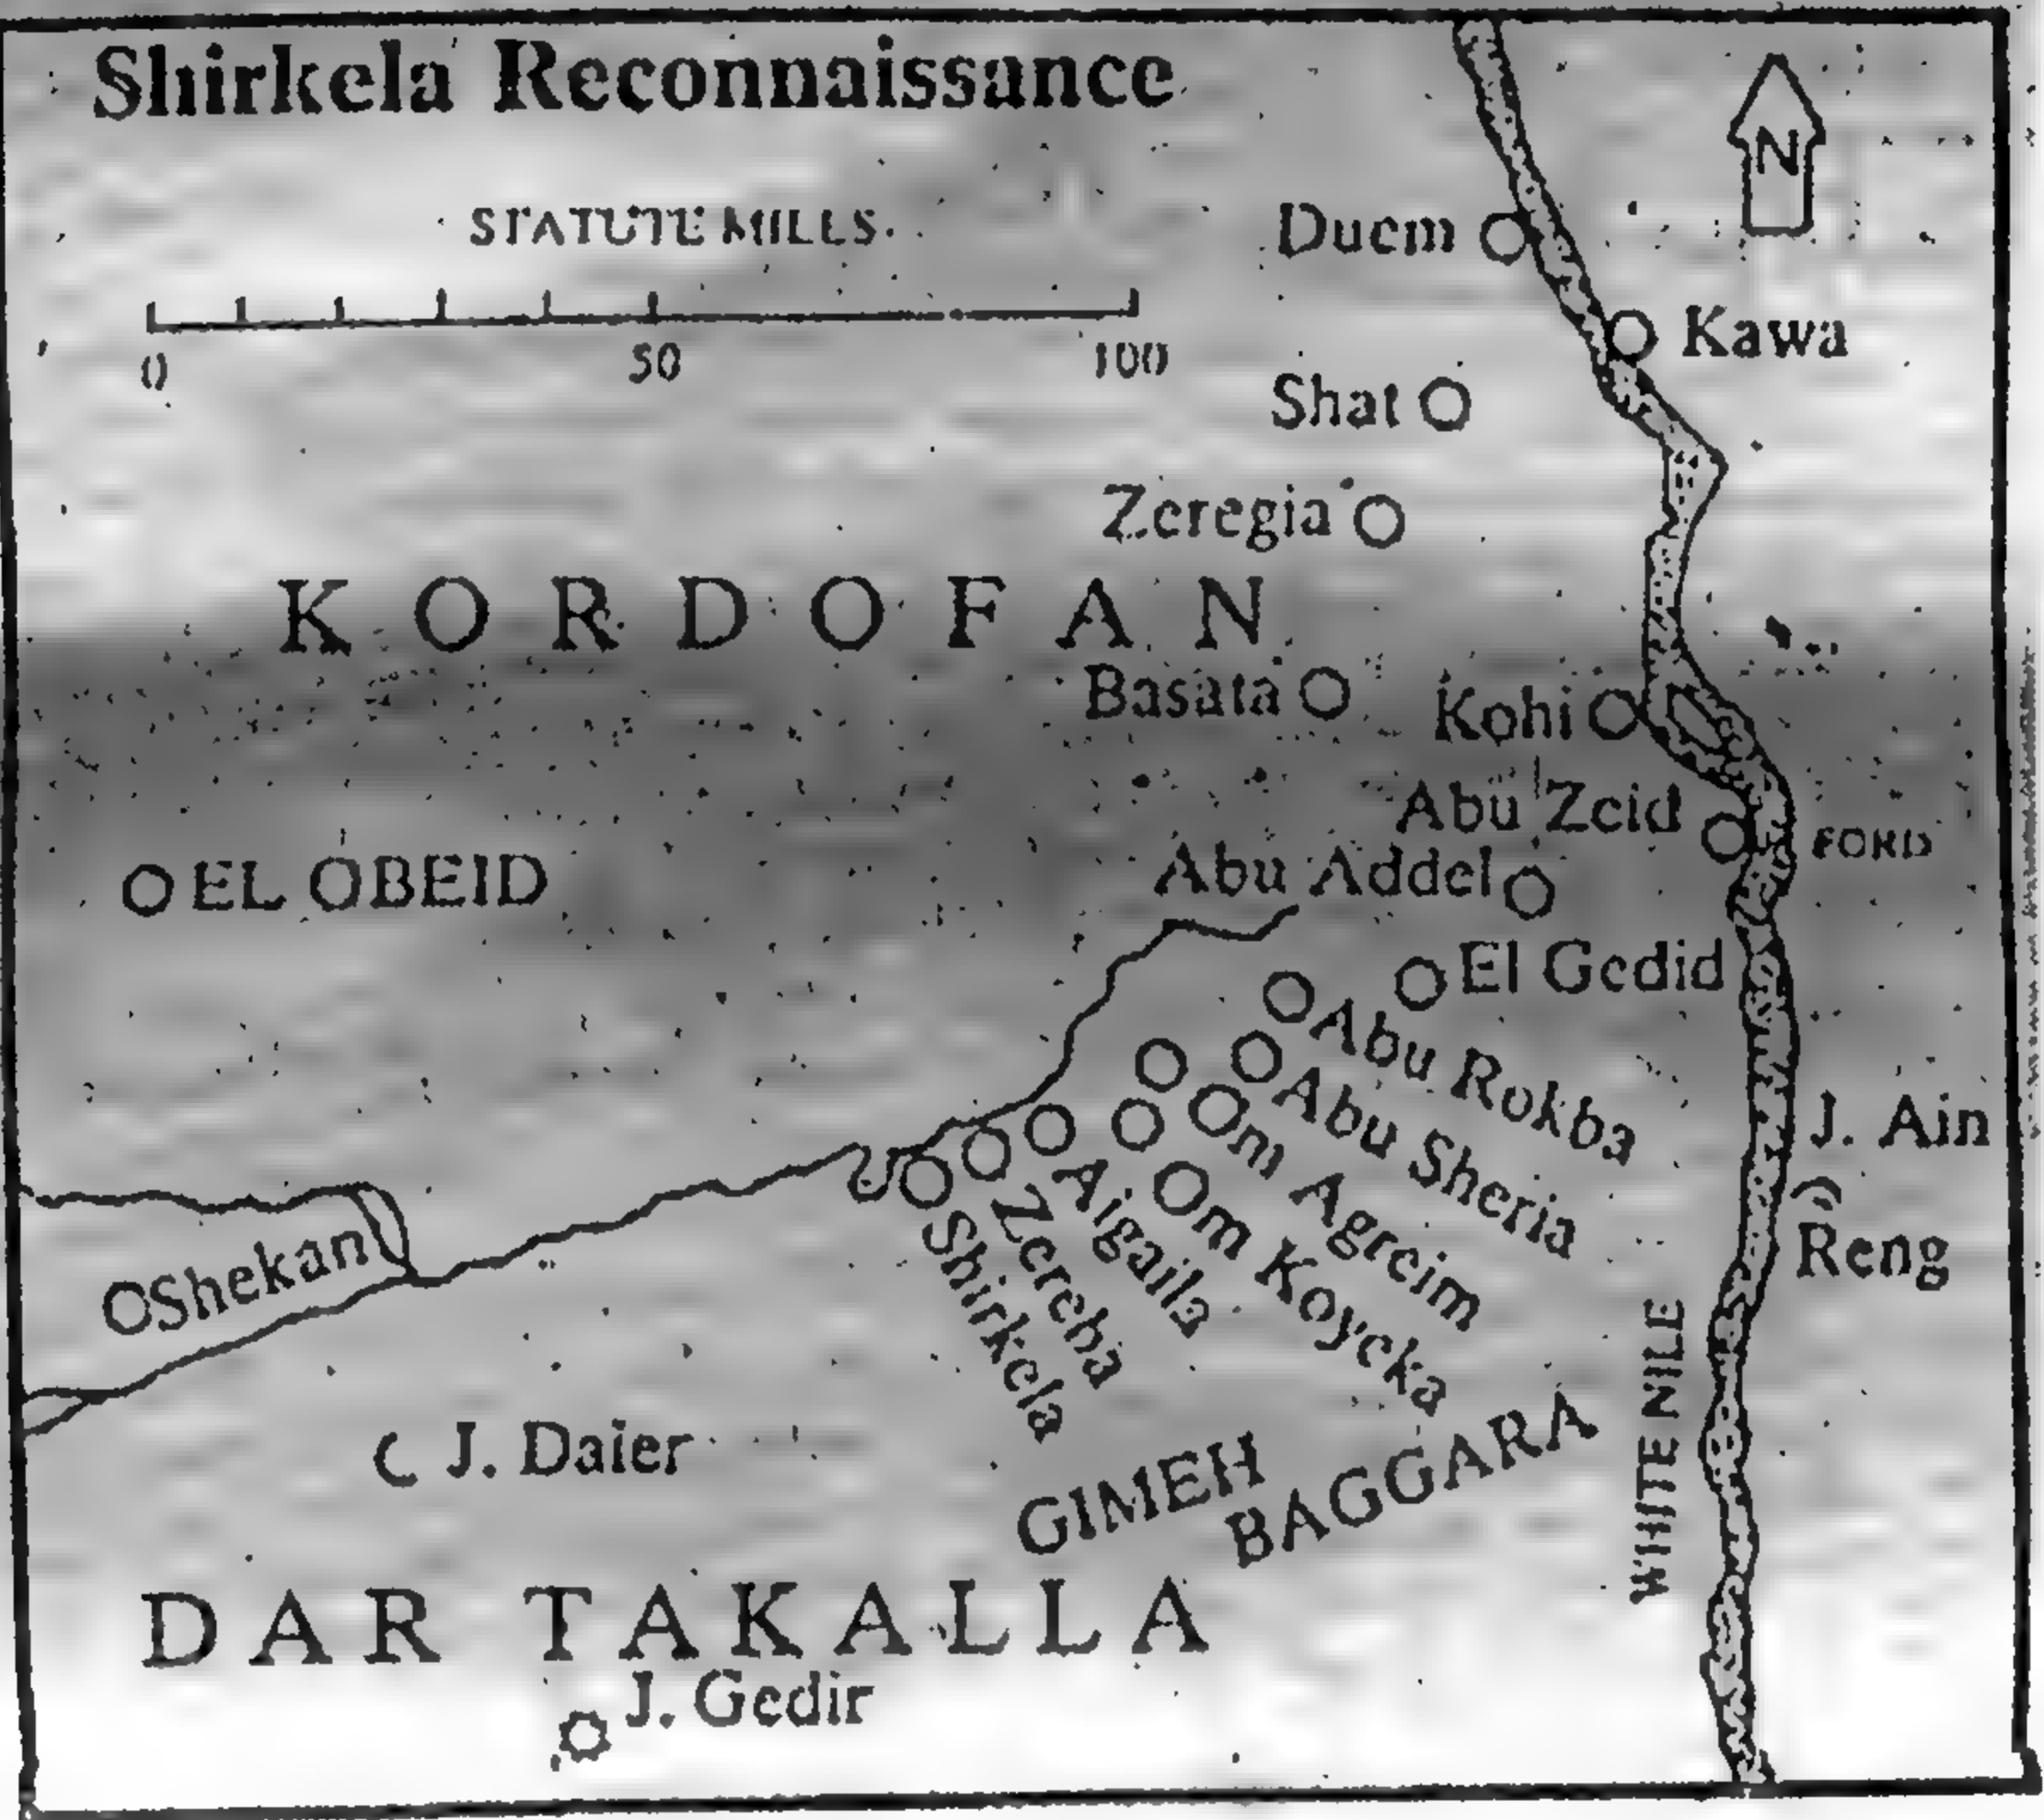 Shirkela Reconnaissance
N
STATUTE MILES
0 50 100
Duem
Kawa
Shat
Zeregia
KORDOFAN
Basata
Kohi
Abu Zeid
FORD
Abu Addel
EL OBEID
El Gedid
Abu Rokba
Abu Sheria
Om Agreim
Om Koycka
Aigaila
Zereba
Shirkela
J. Ain
Reng
Shekan
WHITE NILE
J. Daier
GIMEH
BAGGARA
DAR TAKALLA
J. Gedir